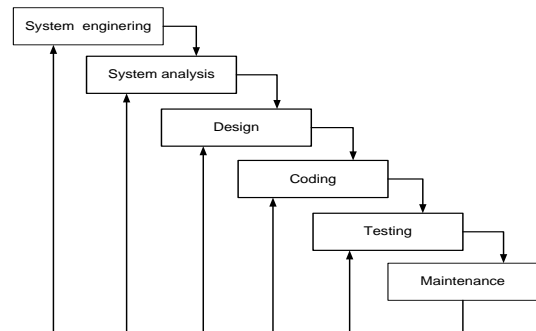 System enginering
System analysis
Design
Coding
Testing
Maintenance